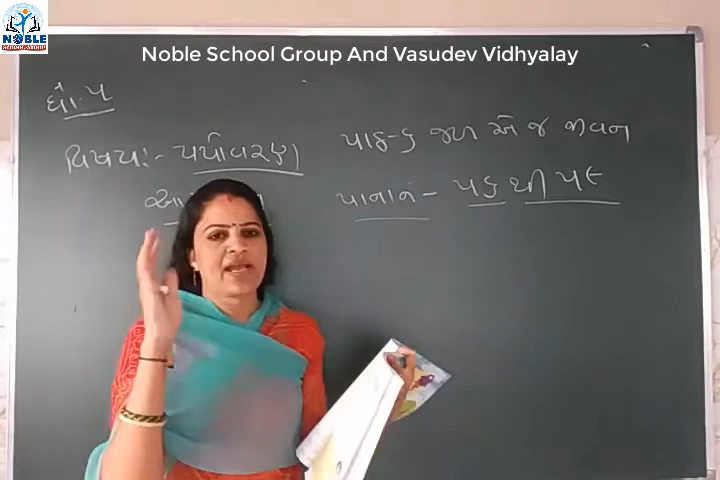 NOBLE
Noble School Group And Vasudev Vidhyalay
ધો.૫
વિષય:- પર્યાવરણ
પાઠ-૬ જળ એ જ જીવન
પાના નં - ૫૬ થી ૫૯